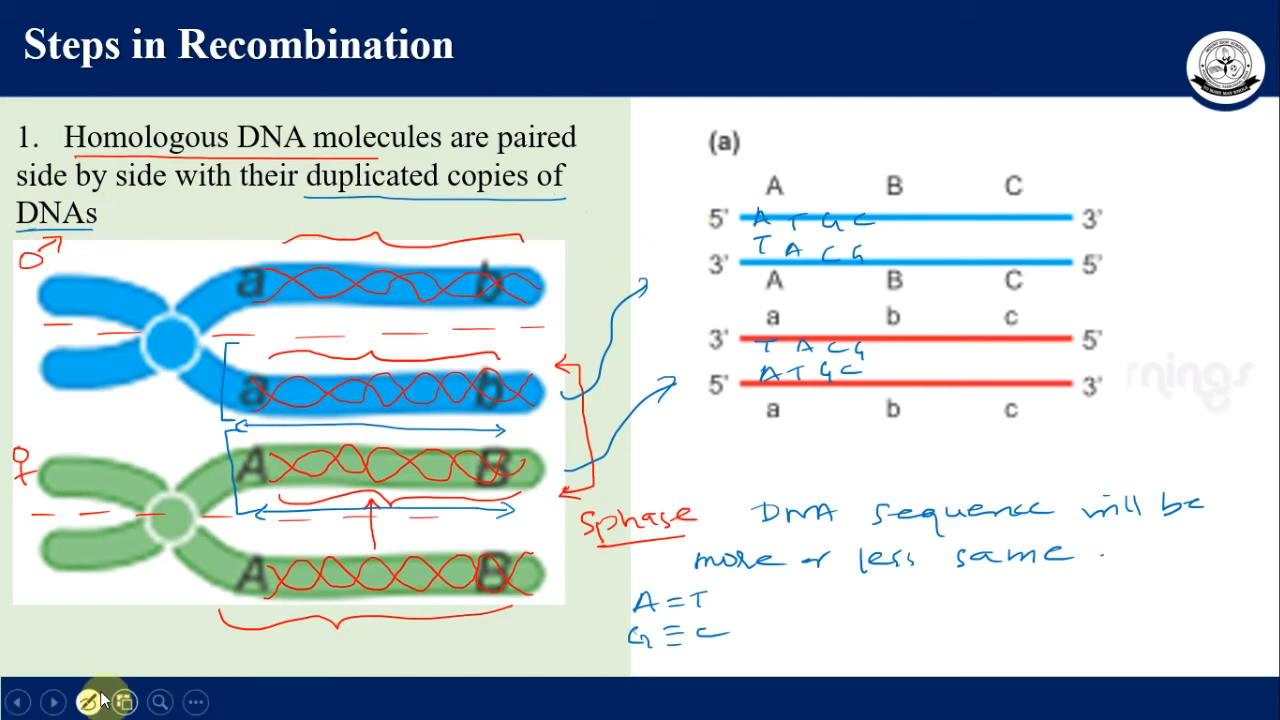 Steps in Recombination
1. Homologous DNA molecules are paired
side by side with their duplicated copies of
DNAs
♂
a b
a b
♀
A B
A B
(a)
A B C
5' A T G C 3'
3' T A C G 5'
A B C
a b c
3' T A C G 5'
5' A T G C 3'
a b c
nings
S phase
DNA sequence will be
more or less same.
A = T
G ≡ C